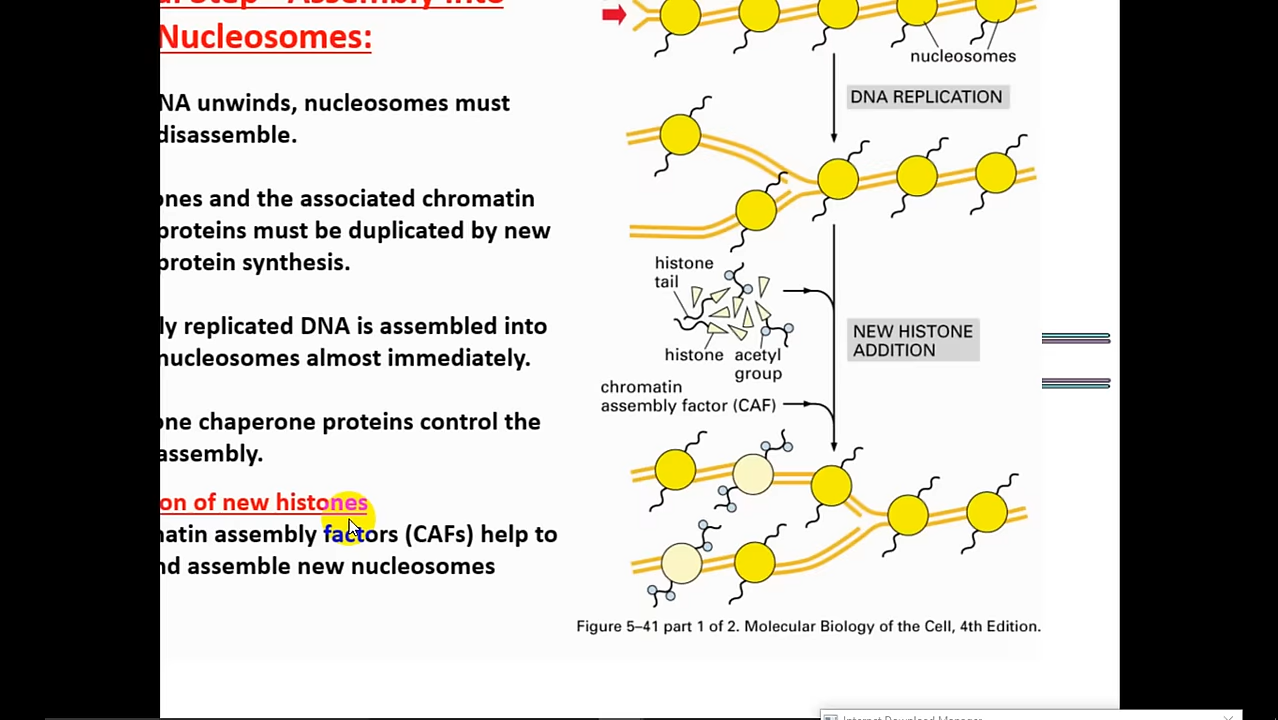 Nucleosomes:
NA unwinds, nucleosomes must
disassemble.
ones and the associated chromatin
proteins must be duplicated by new
protein synthesis.
ly replicated DNA is assembled into
nucleosomes almost immediately.
one chaperone proteins control the
assembly.
on of new histones
matin assembly factors (CAFs) help to
nd assemble new nucleosomes
nucleosomes
DNA REPLICATION
histone
tail
histone acetyl
group
NEW HISTONE
ADDITION
chromatin
assembly factor (CAF)
Figure 5–41 part 1 of 2. Molecular Biology of the Cell, 4th Edition.